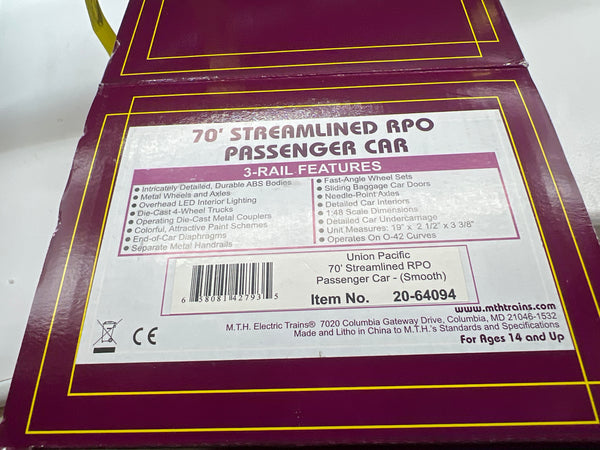 70' STREAMLINED RPO
PASSENGER CAR
3-RAIL FEATURES
• Intricately Detailed, Durable ABS Bodies
• Metal Wheels and Axles
• Overhead LED Interior Lighting
• Die-Cast 4-Wheel Trucks
• Operating Die-Cast Metal Couplers
• Colorful, Attractive Paint Schemes
• End-of-Car Diaphragms
• Separate Metal Handrails
• Fast-Angle Wheel Sets
• Sliding Baggage Car Doors
• Needle-Point Axles
• Detailed Car Interiors
• 1:48 Scale Dimensions
• Detailed Car Undercarriage
• Unit Measures: 19" x 2 1/2" x 3 3/8"
• Operates On O-42 Curves
Union Pacific
70' Streamlined RPO
Passenger Car - (Smooth)
Item No. 20-64094
6 58081 42793 5
www.mthtrains.com
M.T.H. Electric Trains® 7020 Columbia Gateway Drive, Columbia, MD 21046-1532
Made and Litho in China to M.T.H.'s Standards and Specifications
For Ages 14 and Up
CE